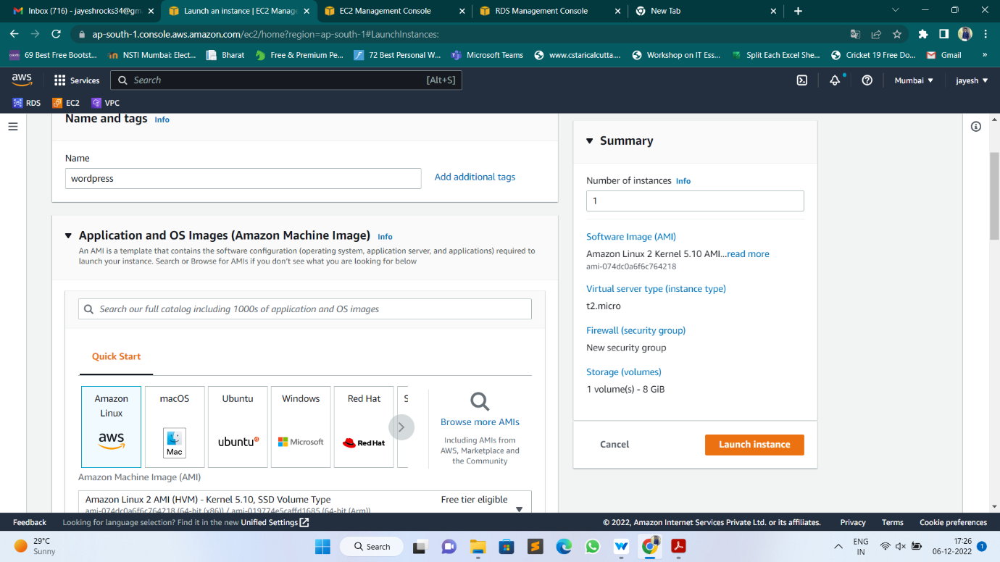 Inbox (716) - jayeshrocks34@gm
Launch an instance | EC2 Manage
EC2 Management Console
RDS Management Console
New Tab
ap-south-1.console.aws.amazon.com/ec2/home?region=ap-south-1#LaunchInstances:
69 Best Free Bootst...
NSTI Mumbai: Elect...
Bharat
Free & Premium Pe...
72 Best Personal W...
Microsoft Teams
www.cstaricalcutta....
Workshop on IT Ess...
Split Each Excel She...
Cricket 19 Free Do...
Gmail
»
aws
Services
Search
[Alt+S]
Mumbai ▼
jayesh ▼
RDS
EC2
VPC
Name and tags Info
Name
wordpress
Add additional tags
▼ Application and OS Images (Amazon Machine Image) Info
An AMI is a template that contains the software configuration (operating system, application server, and applications) required to
launch your instance. Search or Browse for AMIs if you don't see what you are looking for below
Search our full catalog including 1000s of application and OS images
Quick Start
Amazon
Linux
aws
macOS
Mac
Ubuntu
ubuntu
Windows
Microsoft
Red Hat
Red Hat
S
Browse more AMIs
Including AMIs from
AWS, Marketplace and
the Community
Amazon Machine Image (AMI)
Amazon Linux 2 AMI (HVM) - Kernel 5.10, SSD Volume Type
Free tier eligible
ami-074dc0a6f6c764218 (64-bit (x86)) / ami-019774e5caffd1685 (64-bit (Arm))
▼ Summary
Number of instances Info
1
Software Image (AMI)
Amazon Linux 2 Kernel 5.10 AMI...read more
ami-074dc0a6f6c764218
Virtual server type (instance type)
t2.micro
Firewall (security group)
New security group
Storage (volumes)
1 volume(s) - 8 GiB
Cancel
Launch instance
Feedback
Looking for language selection? Find it in the new Unified Settings
© 2022, Amazon Internet Services Private Ltd. or its affiliates.
Privacy
Terms
Cookie preferences
29°C
Sunny
Search
ENG
IN
17:26
06-12-2022
1